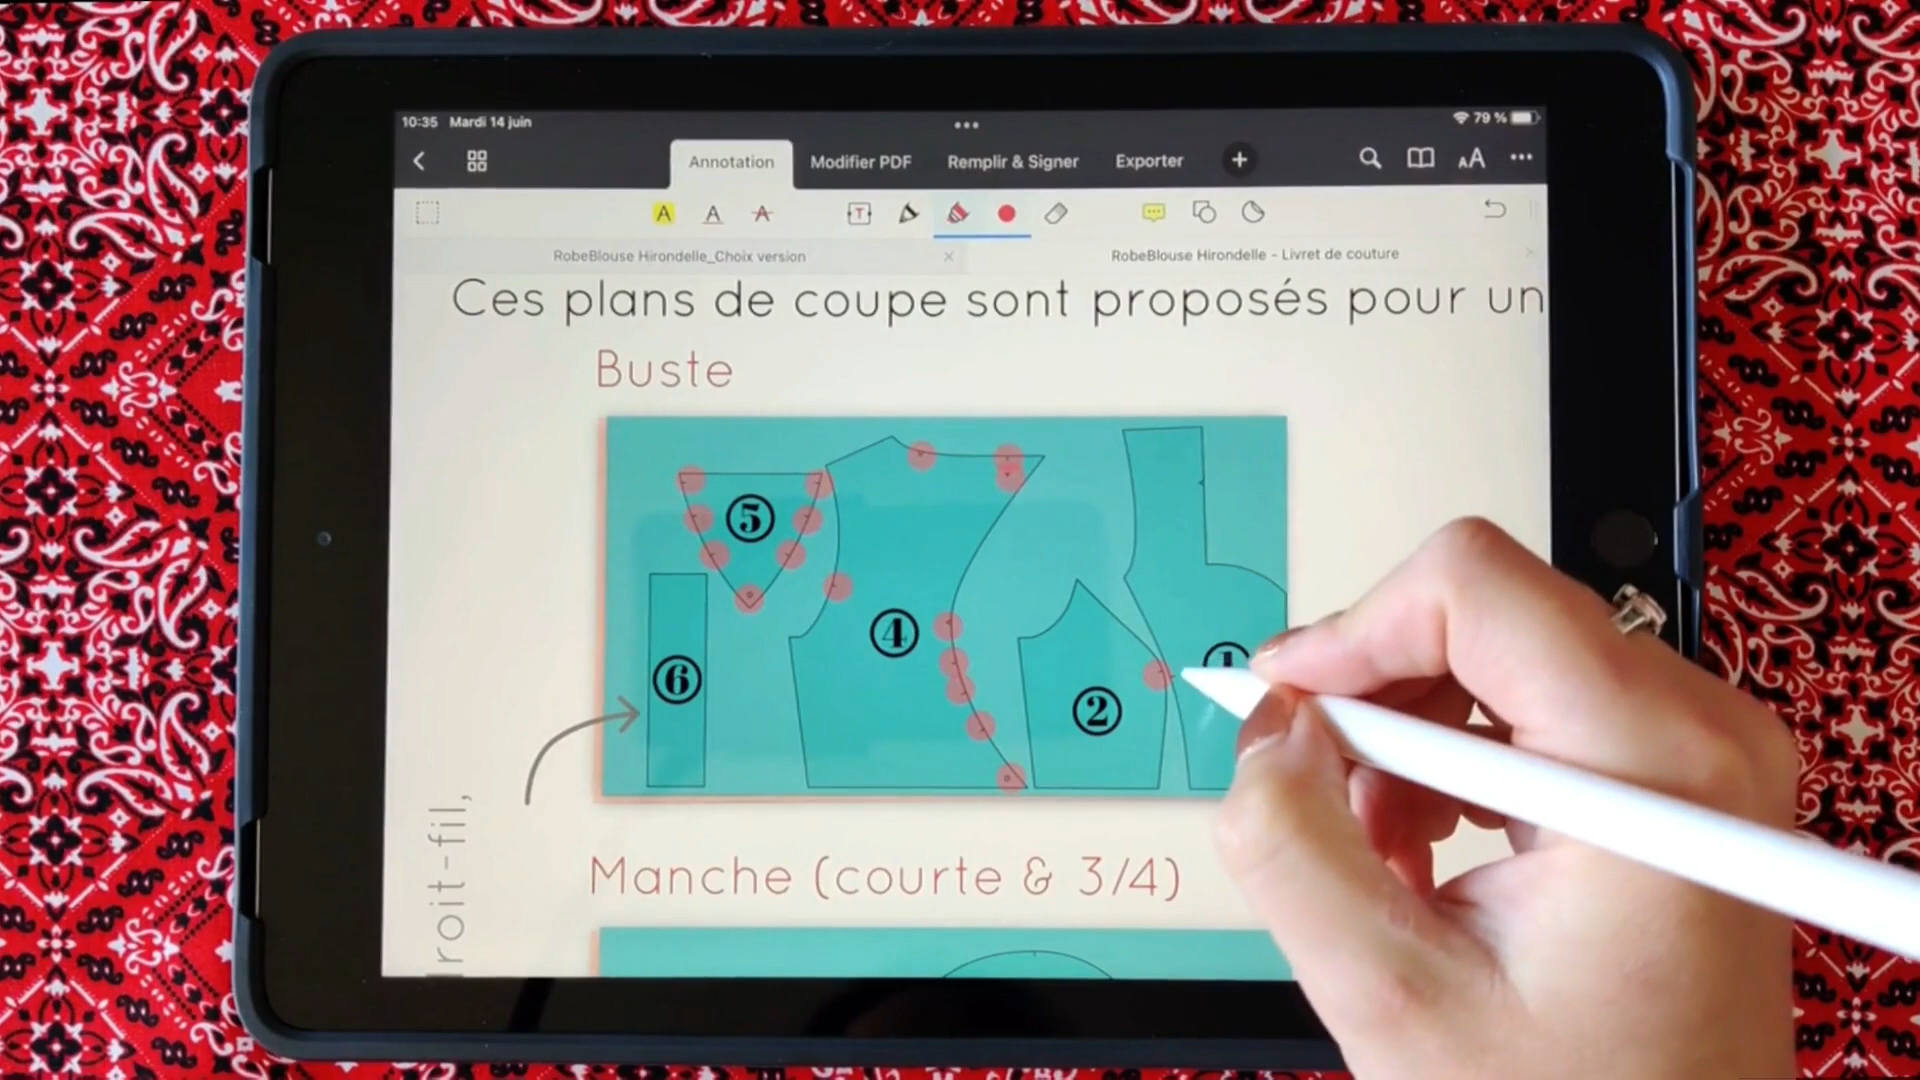 10:35 Mardi 14 juin
79 %
Annotation Modifier PDF Remplir & Signer Exporter +
AA
A A A T
RobeBlouse Hirondelle_Choix version
RobeBlouse Hirondelle - Livret de couture
Ces plans de coupe sont proposés pour un
Buste
5
4
6
2
1
roit-fil,
Manche (courte & 3/4)